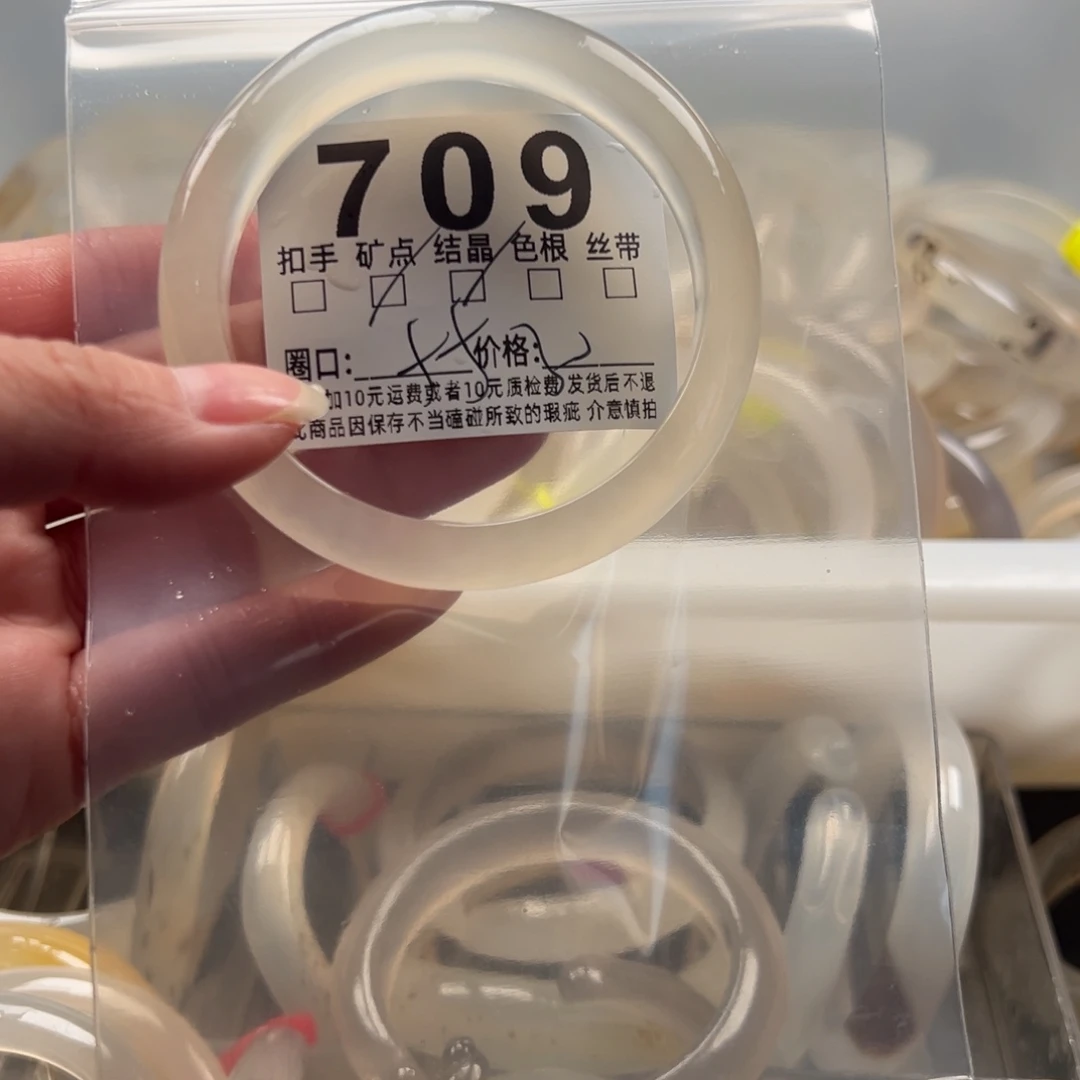 709
扣手 矿点 结晶 色根 丝带
圈口: 价格:
加10元运费或者10元质检费 发货后不退
此商品因保存不当磕碰所致的瑕疵 介意慎拍